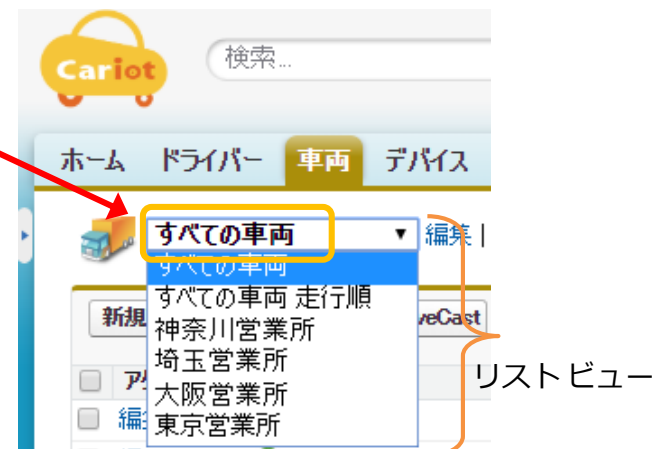 Cariot
検索...
ホーム ドライバー 車両 デバイス
すべての車両 ▼ 編集 |
すべての車両
すべての車両 走行順
神奈川営業所
埼玉営業所
大阪営業所
東京営業所
新規 veCast
リストビュー
ア
編